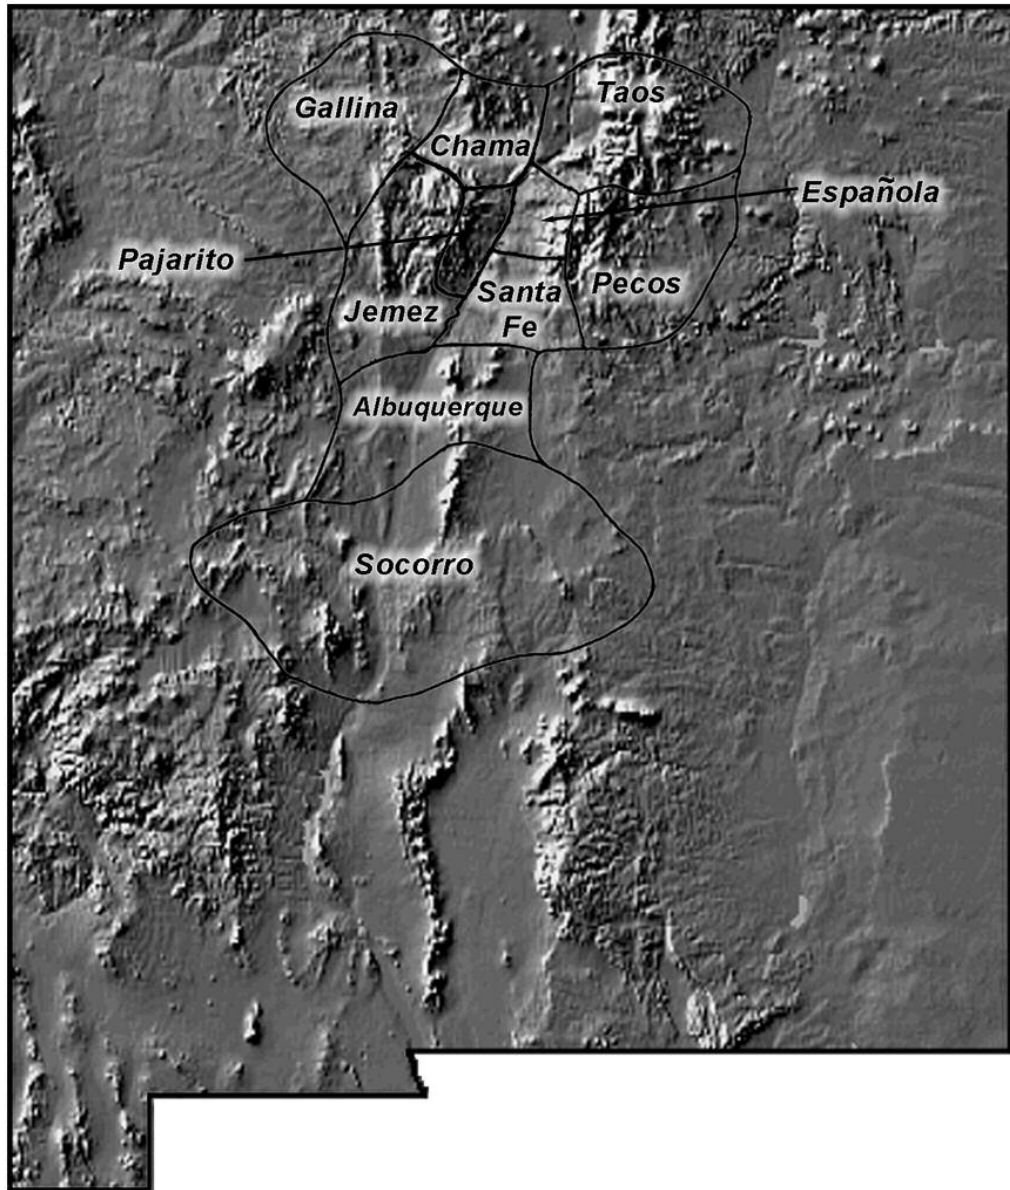 Gallina
Taos
Chama
Española
Pajarito
Pecos
Jemez
Santa
Fe
Albuquerque
Socorro